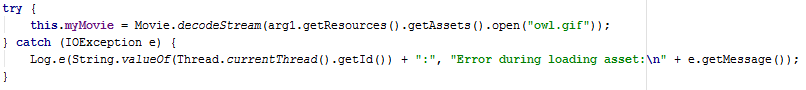 try {
    this.myMovie = Movie.decodeStream(arg1.getResources().getAssets().open("owl.gif"));
} catch (IOException e) {
    Log.e(String.valueOf(Thread.currentThread().getId()) + ":", "Error during loading asset:\n" + e.getMessage());
}